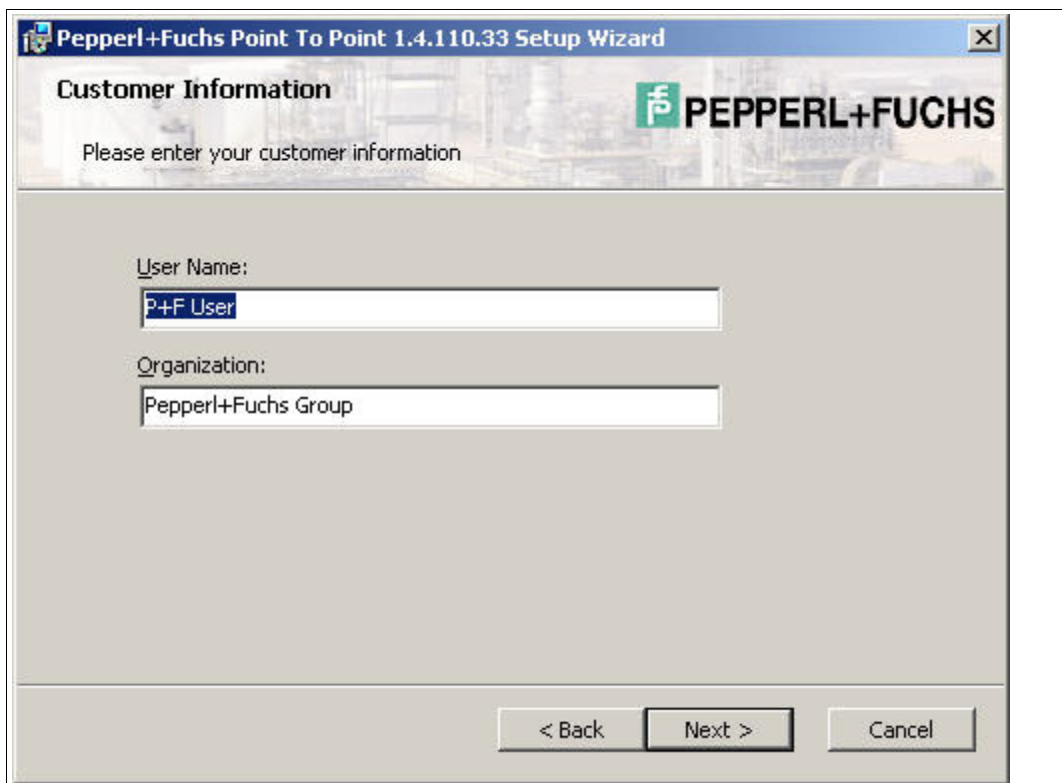 Pepperl+Fuchs Point To Point 1.4.110.33 Setup Wizard
Customer Information
PEPPERL+FUCHS
Please enter your customer information
User Name:
P+F User
Organization:
Pepperl+Fuchs Group
< Back Next > Cancel